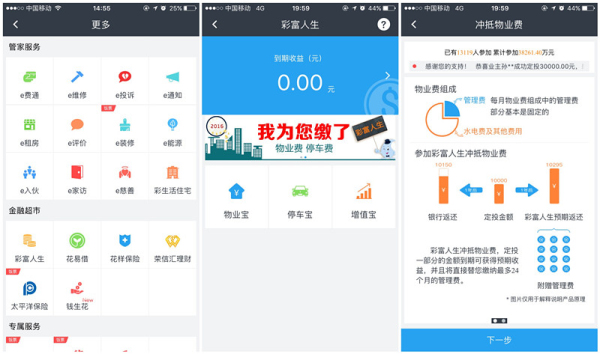 中国移动
14:55
25%
更多
管家服务
e费通
e维修
e投诉
e通知
e租房
e评价
e装修
e能源
e入伙
e家访
e慈善
彩生活住宅
金融超市
彩富人生
花易借
花样保险
荣信汇理财
太平洋保险
钱生花
专属服务
中国移动 4G
19:59
44%
彩富人生
?
到期收益（元）
0.00 元
2016
我为您缴了
彩富人生
物业费 停车费
物业宝
停车宝
增值宝
中国移动 4G
19:59
44%
冲抵物业费
已有13119人参加 累计参加38261.40万元
感谢您的支持！ 恭喜业主孙**成功定投30000.00元，
物业费组成
管理费
每月物业费组成中的管理费
部分基本是固定的
水电费及其他费用
参加彩富人生冲抵物业费
10150
10000
10290
银行返还
定投金额
彩富人生预期返还
彩富人生冲抵物业费，定投
一部分的金额到期可获得预期收
益，并且将直接替您缴纳最多24
个月的管理费。
附赠管理费
* 图片仅用于解释说明产品原理
下一步